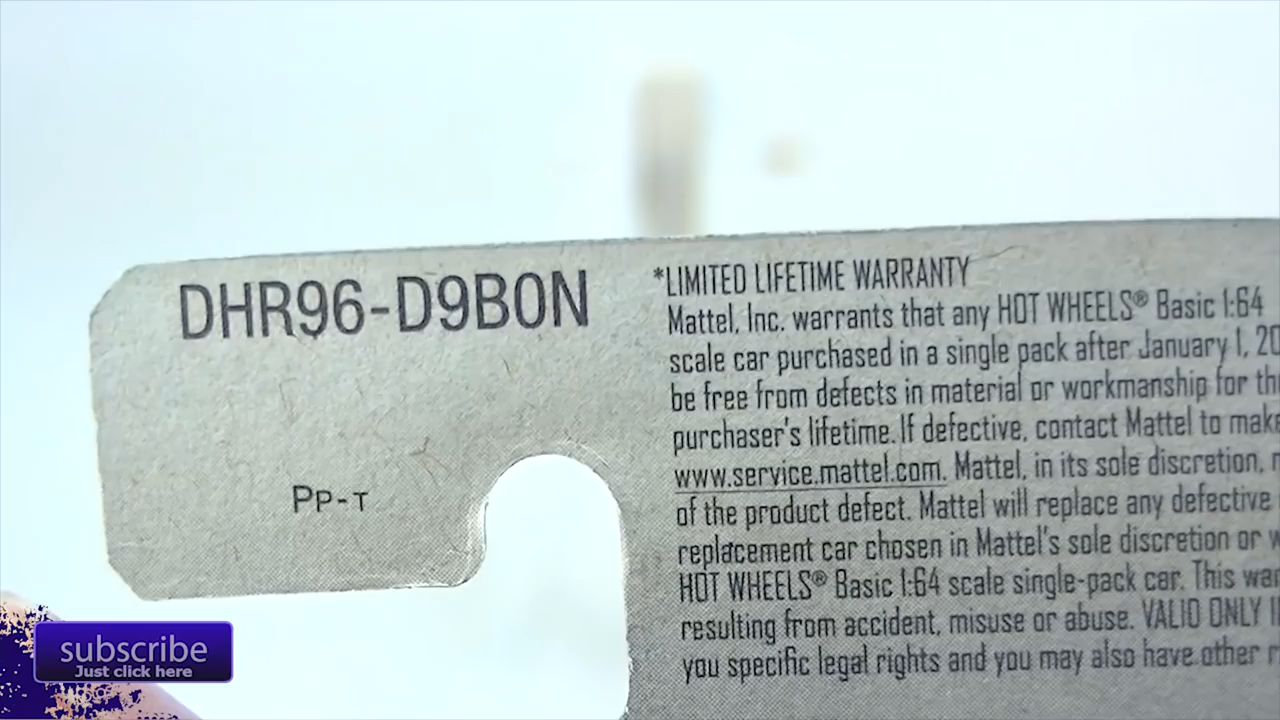 DHR96-D9B0N
Pp-T
*LIMITED LIFETIME WARRANTY
Mattel, Inc. warrants that any HOT WHEELS® Basic 1:64
scale car purchased in a single pack after January 1, 20
be free from defects in material or workmanship for th
purchaser's lifetime. If defective, contact Mattel to make
www.service.mattel.com. Mattel, in its sole discretion,
of the product defect. Mattel will replace any defective
replacement car chosen in Mattel's sole discretion or
HOT WHEELS® Basic 1:64 scale single-pack car. This
resulting from accident, misuse or abuse. VALID ONLY
you specific legal rights and you may also have other
subscribe
Just click here